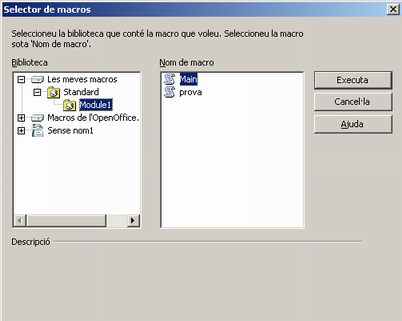 Selector de macros
Seleccioneu la biblioteca que conté la macro que voleu. Seleccioneu la macro
sota 'Nom de macro'.
Biblioteca
Nom de macro
Les meves macros
Standard
Module1
Macros de l'OpenOffice.
Sense nom1
Main
prova
Executa
Cancel·la
Ajuda
Descripció